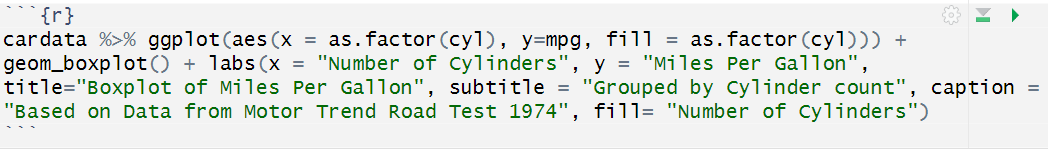 ```{r}
cardata %>% ggplot(aes(x = as.factor(cyl), y=mpg, fill = as.factor(cyl))) +
geom_boxplot() + labs(x = "Number of Cylinders", y = "Miles Per Gallon",
title="Boxplot of Miles Per Gallon", subtitle = "Grouped by Cylinder count", caption =
"Based on Data from Motor Trend Road Test 1974", fill= "Number of Cylinders")
```